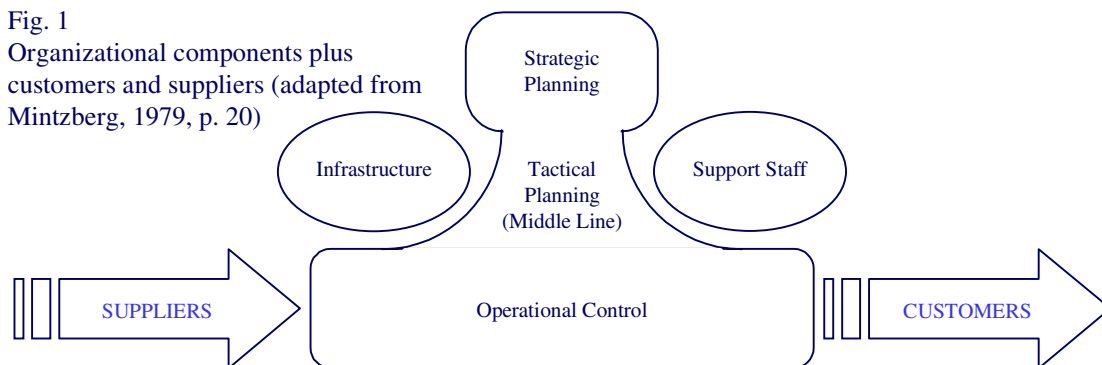 Fig. 1
Organizational components plus
customers and suppliers (adapted from
Mintzberg, 1979, p. 20)
Strategic
Planning
Infrastructure
Tactical
Planning
(Middle Line)
Support Staff
SUPPLIERS
Operational Control
CUSTOMERS